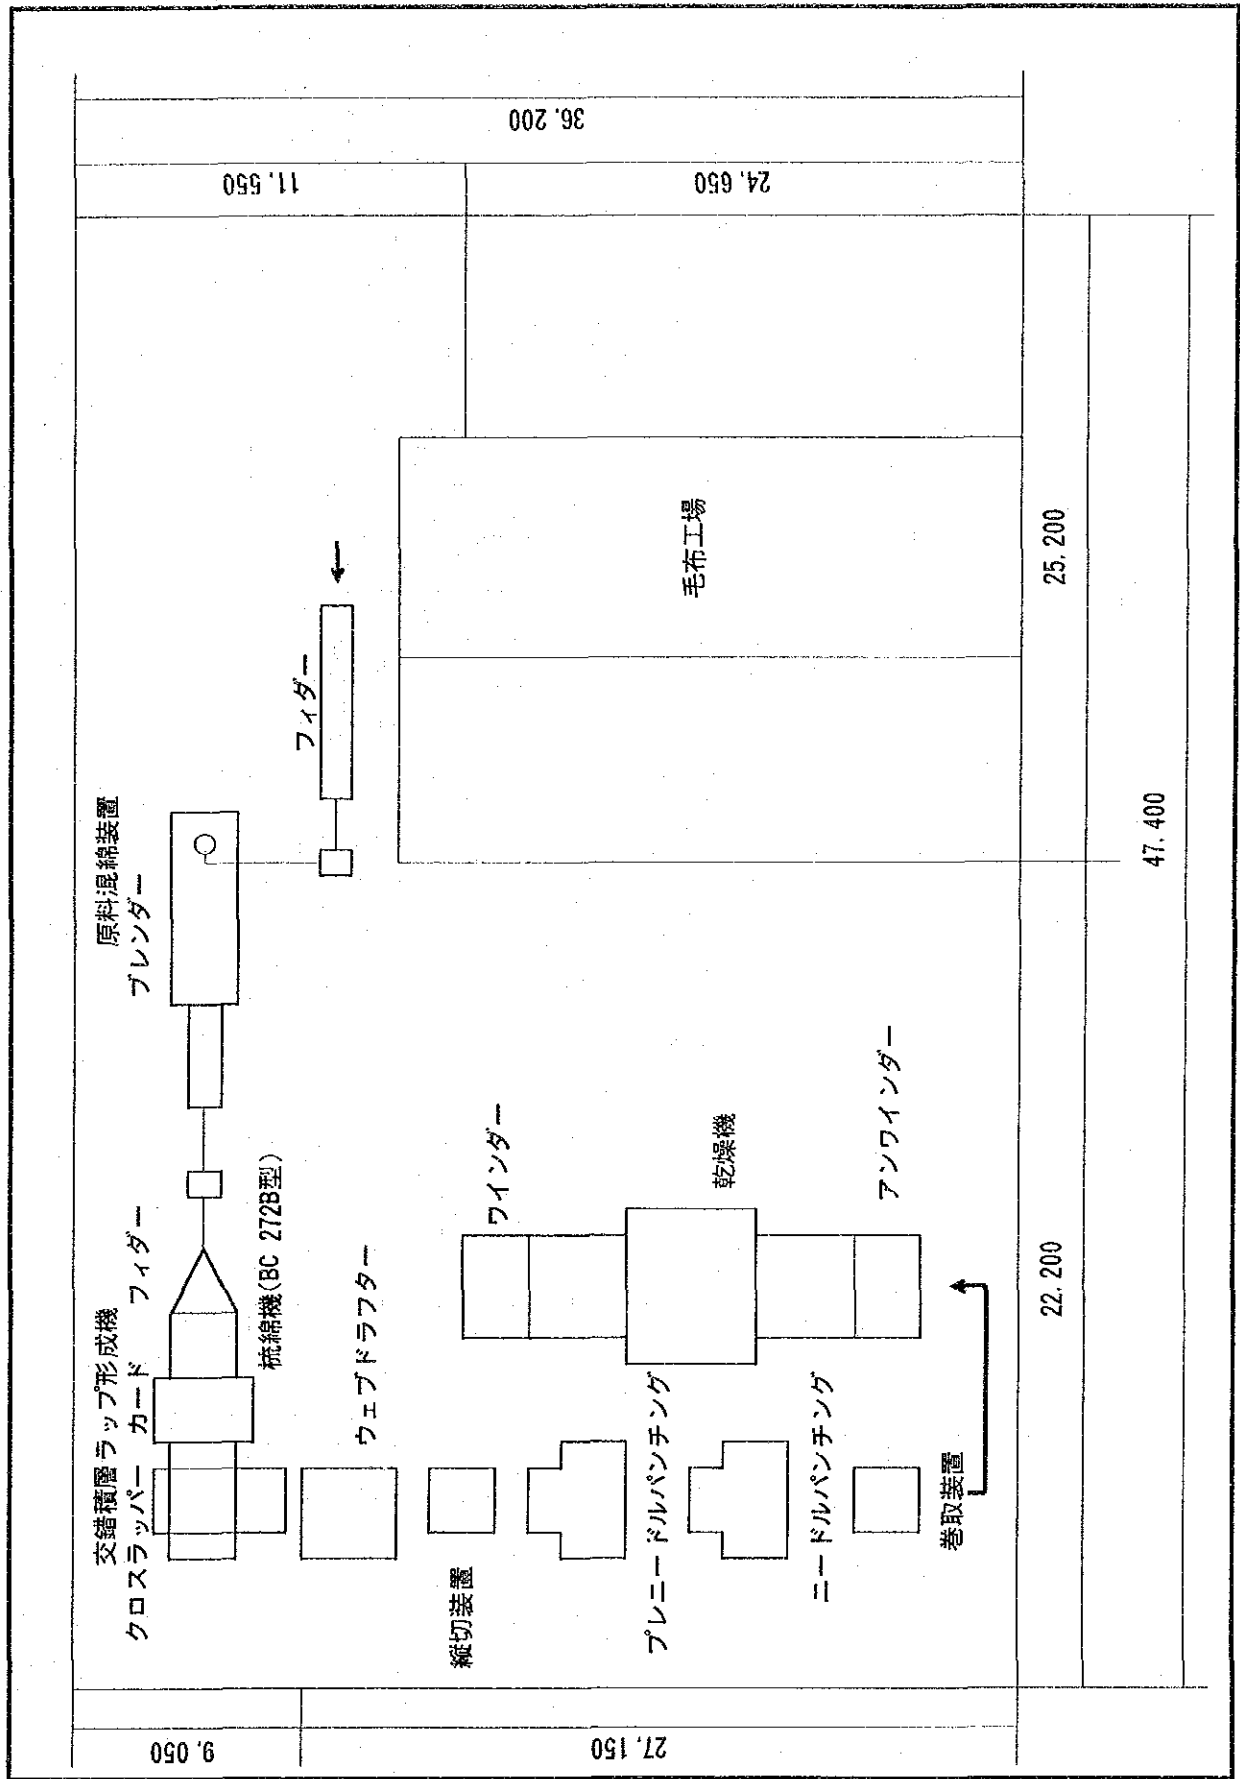 交錯積層ラップ形成機
クロスラッパー カード フィダー
原料混綿装置
ブレンダー
梳綿機(BC 272B型)
フィダー
ウェブドラフター
縦切装置
ワインダー
プレニードルパンチング
乾燥機
毛布工場
ニードルパンチング
アンワインダー
巻取装置
9.050
27.150
11.550
24,650
36.200
22.200
25.200
47.400